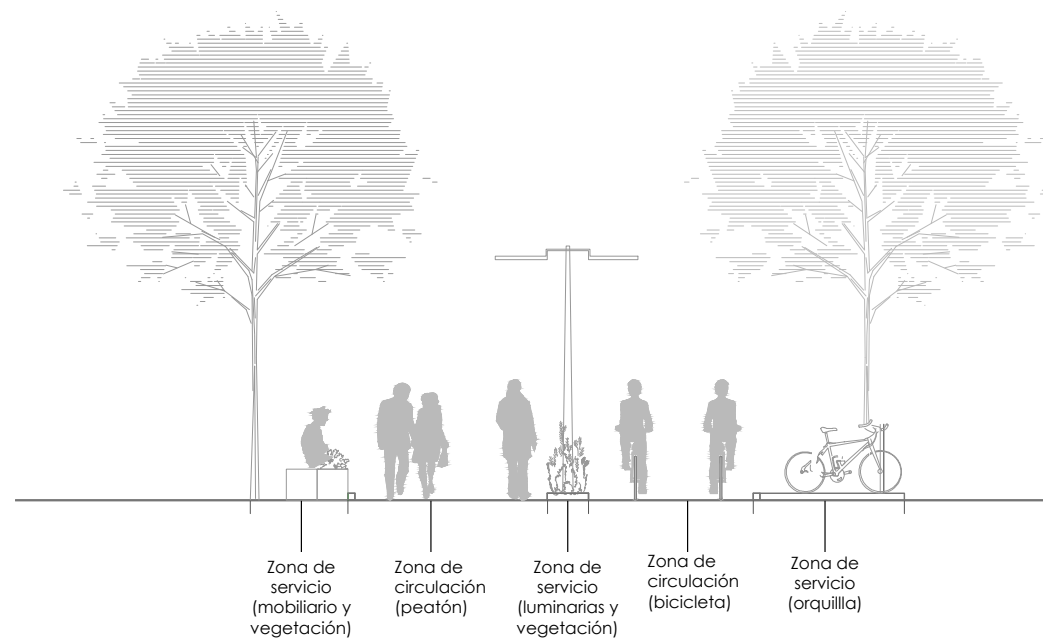 Zona de
servicio
(mobiliario y
vegetación)
Zona de
circulación
(peatón)
Zona de
servicio
(luminarias y
vegetación)
Zona de
circulación
(bicicleta)
Zona de
servicio
(orquillla)